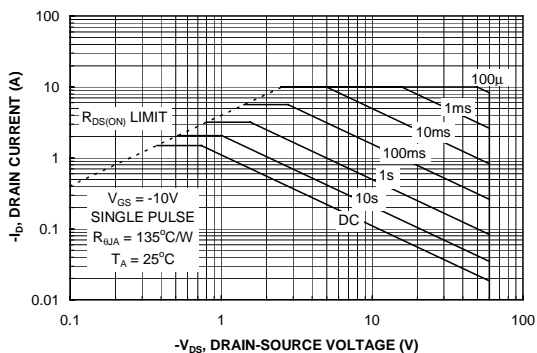 100
100µ
10
1ms
R_DS(ON) LIMIT
10ms
100ms
1
1s
V_GS = -10V
10s
SINGLE PULSE
DC
0.1
R_θJA = 135°C/W
T_A = 25°C
0.01
0.1
1
10
100
-I_D, DRAIN CURRENT (A)
-V_DS, DRAIN-SOURCE VOLTAGE (V)